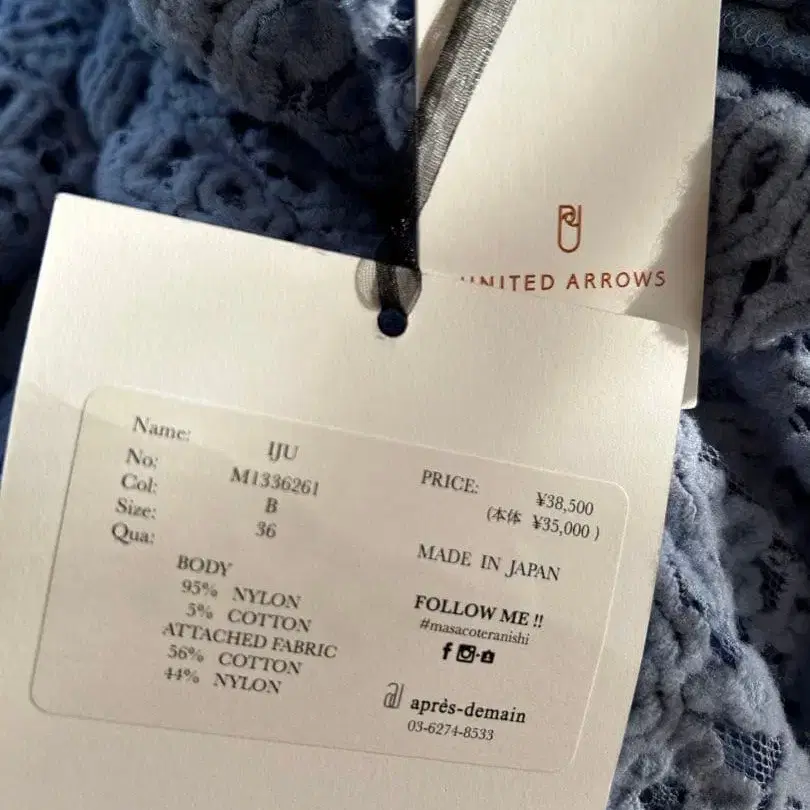 UNITED ARROWS
Name: IJU
No: M1336261
Col: B
Size: 36
Qua:
BODY
95% NYLON
5% COTTON
ATTACHED FABRIC
56% COTTON
44% NYLON
PRICE: ¥38,500
(本体 ¥35,000 )
MADE IN JAPAN
FOLLOW ME !!
#masacoteranishi
après-demain
03-6274-8533